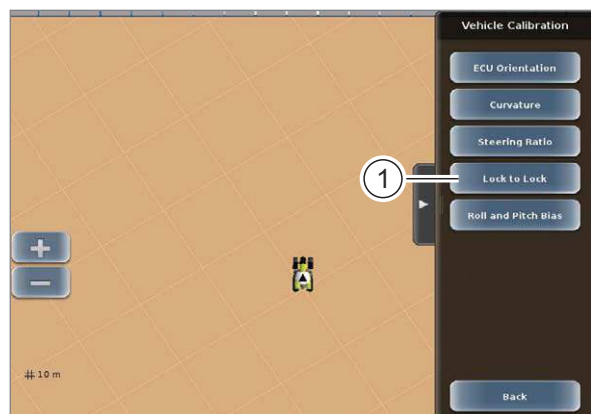 Vehicle Calibration
ECU Orientation
Curvature
Steering Ratio
1
Lock to Lock
Roll and Pitch Bias
+
−
#10 m
Back